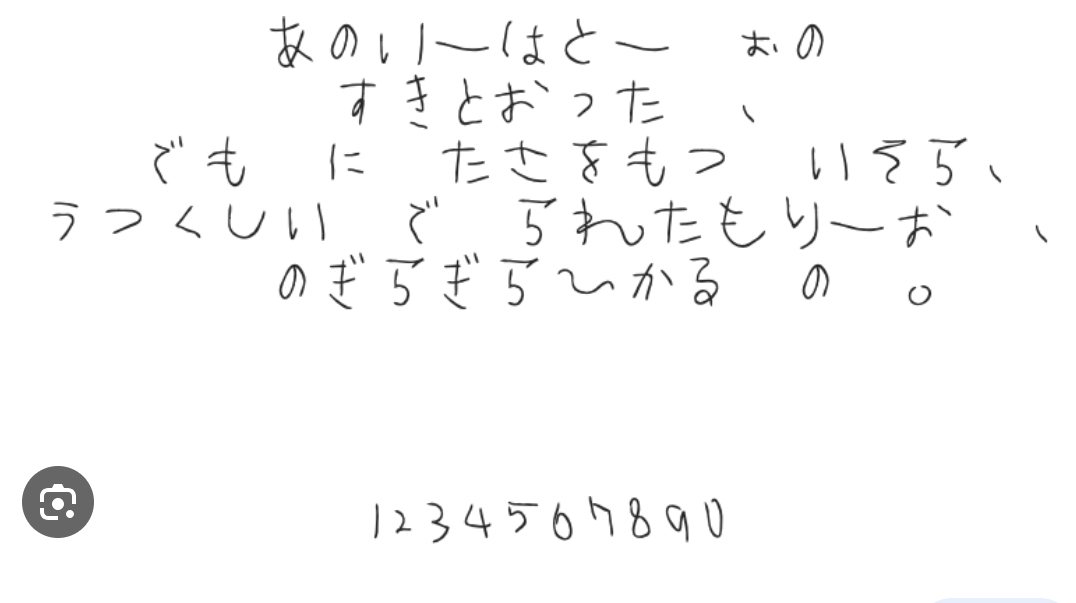 あのいーはとーおの
すきとおった、
でもにたさをもついそら、
うつくしいでられたもりーお、
のぎらぎらひかるの。
1234567890